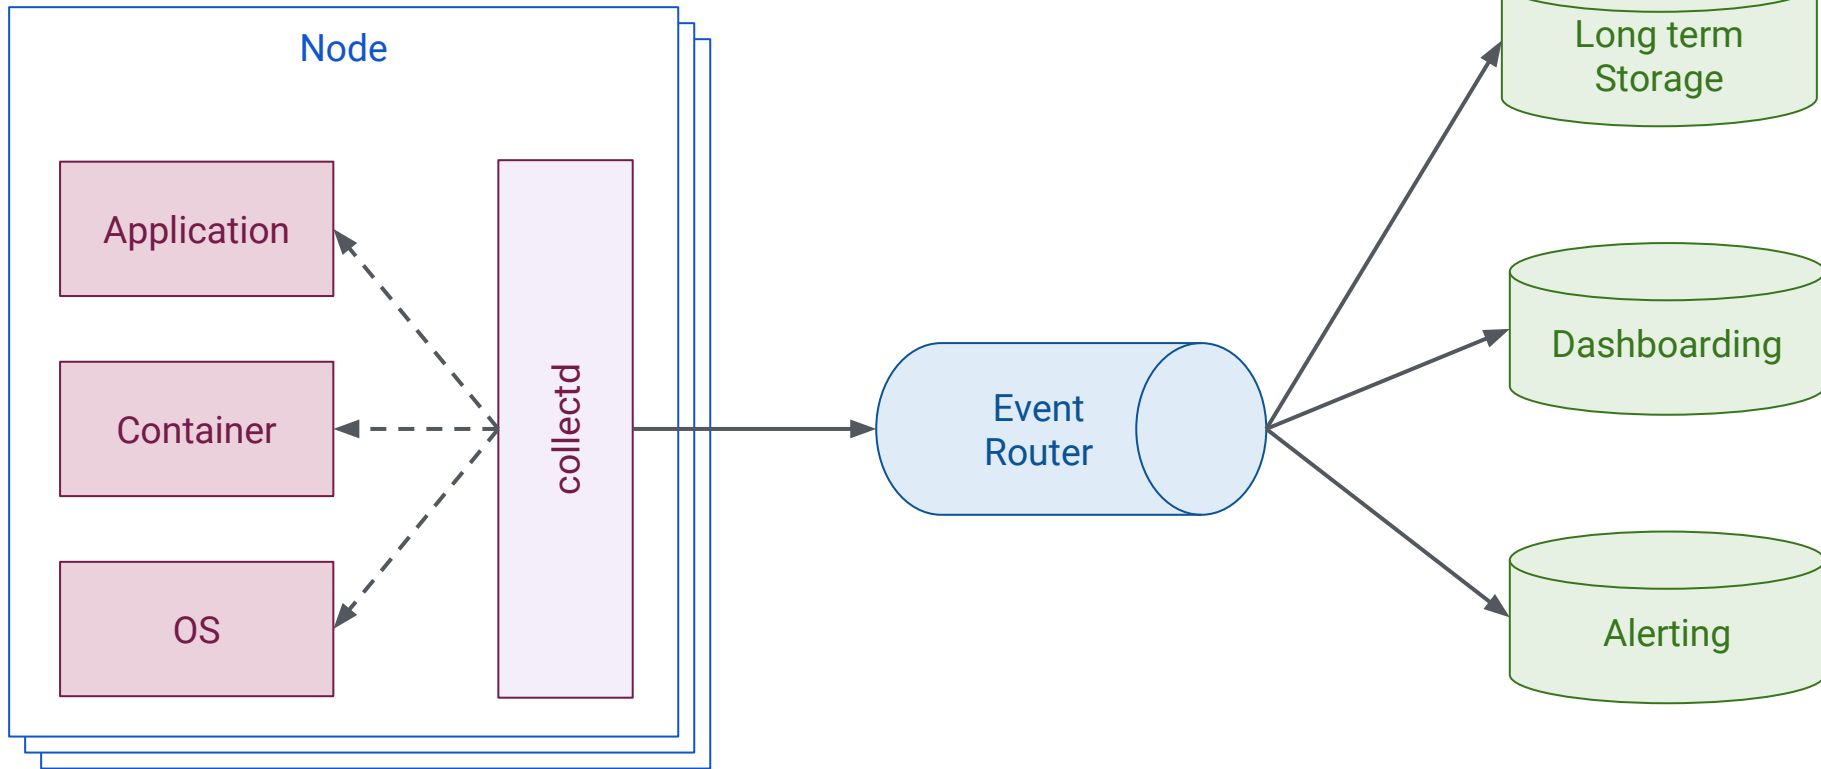 Node
Application
Container
OS
collectd
Event
Router
Long term
Storage
Dashboarding
Alerting